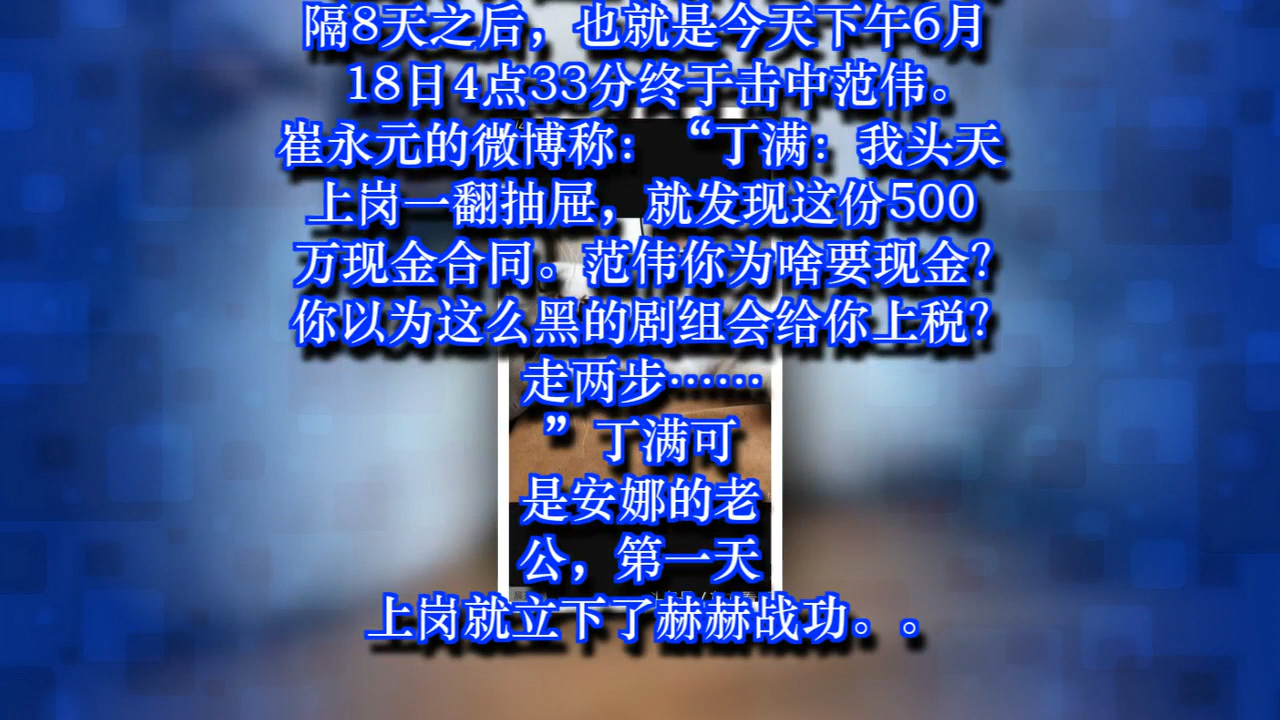 隔8天之后，也就是今天下午6月
18日4点33分终于击中范伟。
崔永元的微博称：“丁满：我头天
上岗一翻抽屉，就发现这份500
万现金合同。范伟你为啥要现金?
你以为这么黑的剧组会给你上税?
走两步……
”丁满可
是安娜的老
公，第一天
上岗就立下了赫赫战功。。